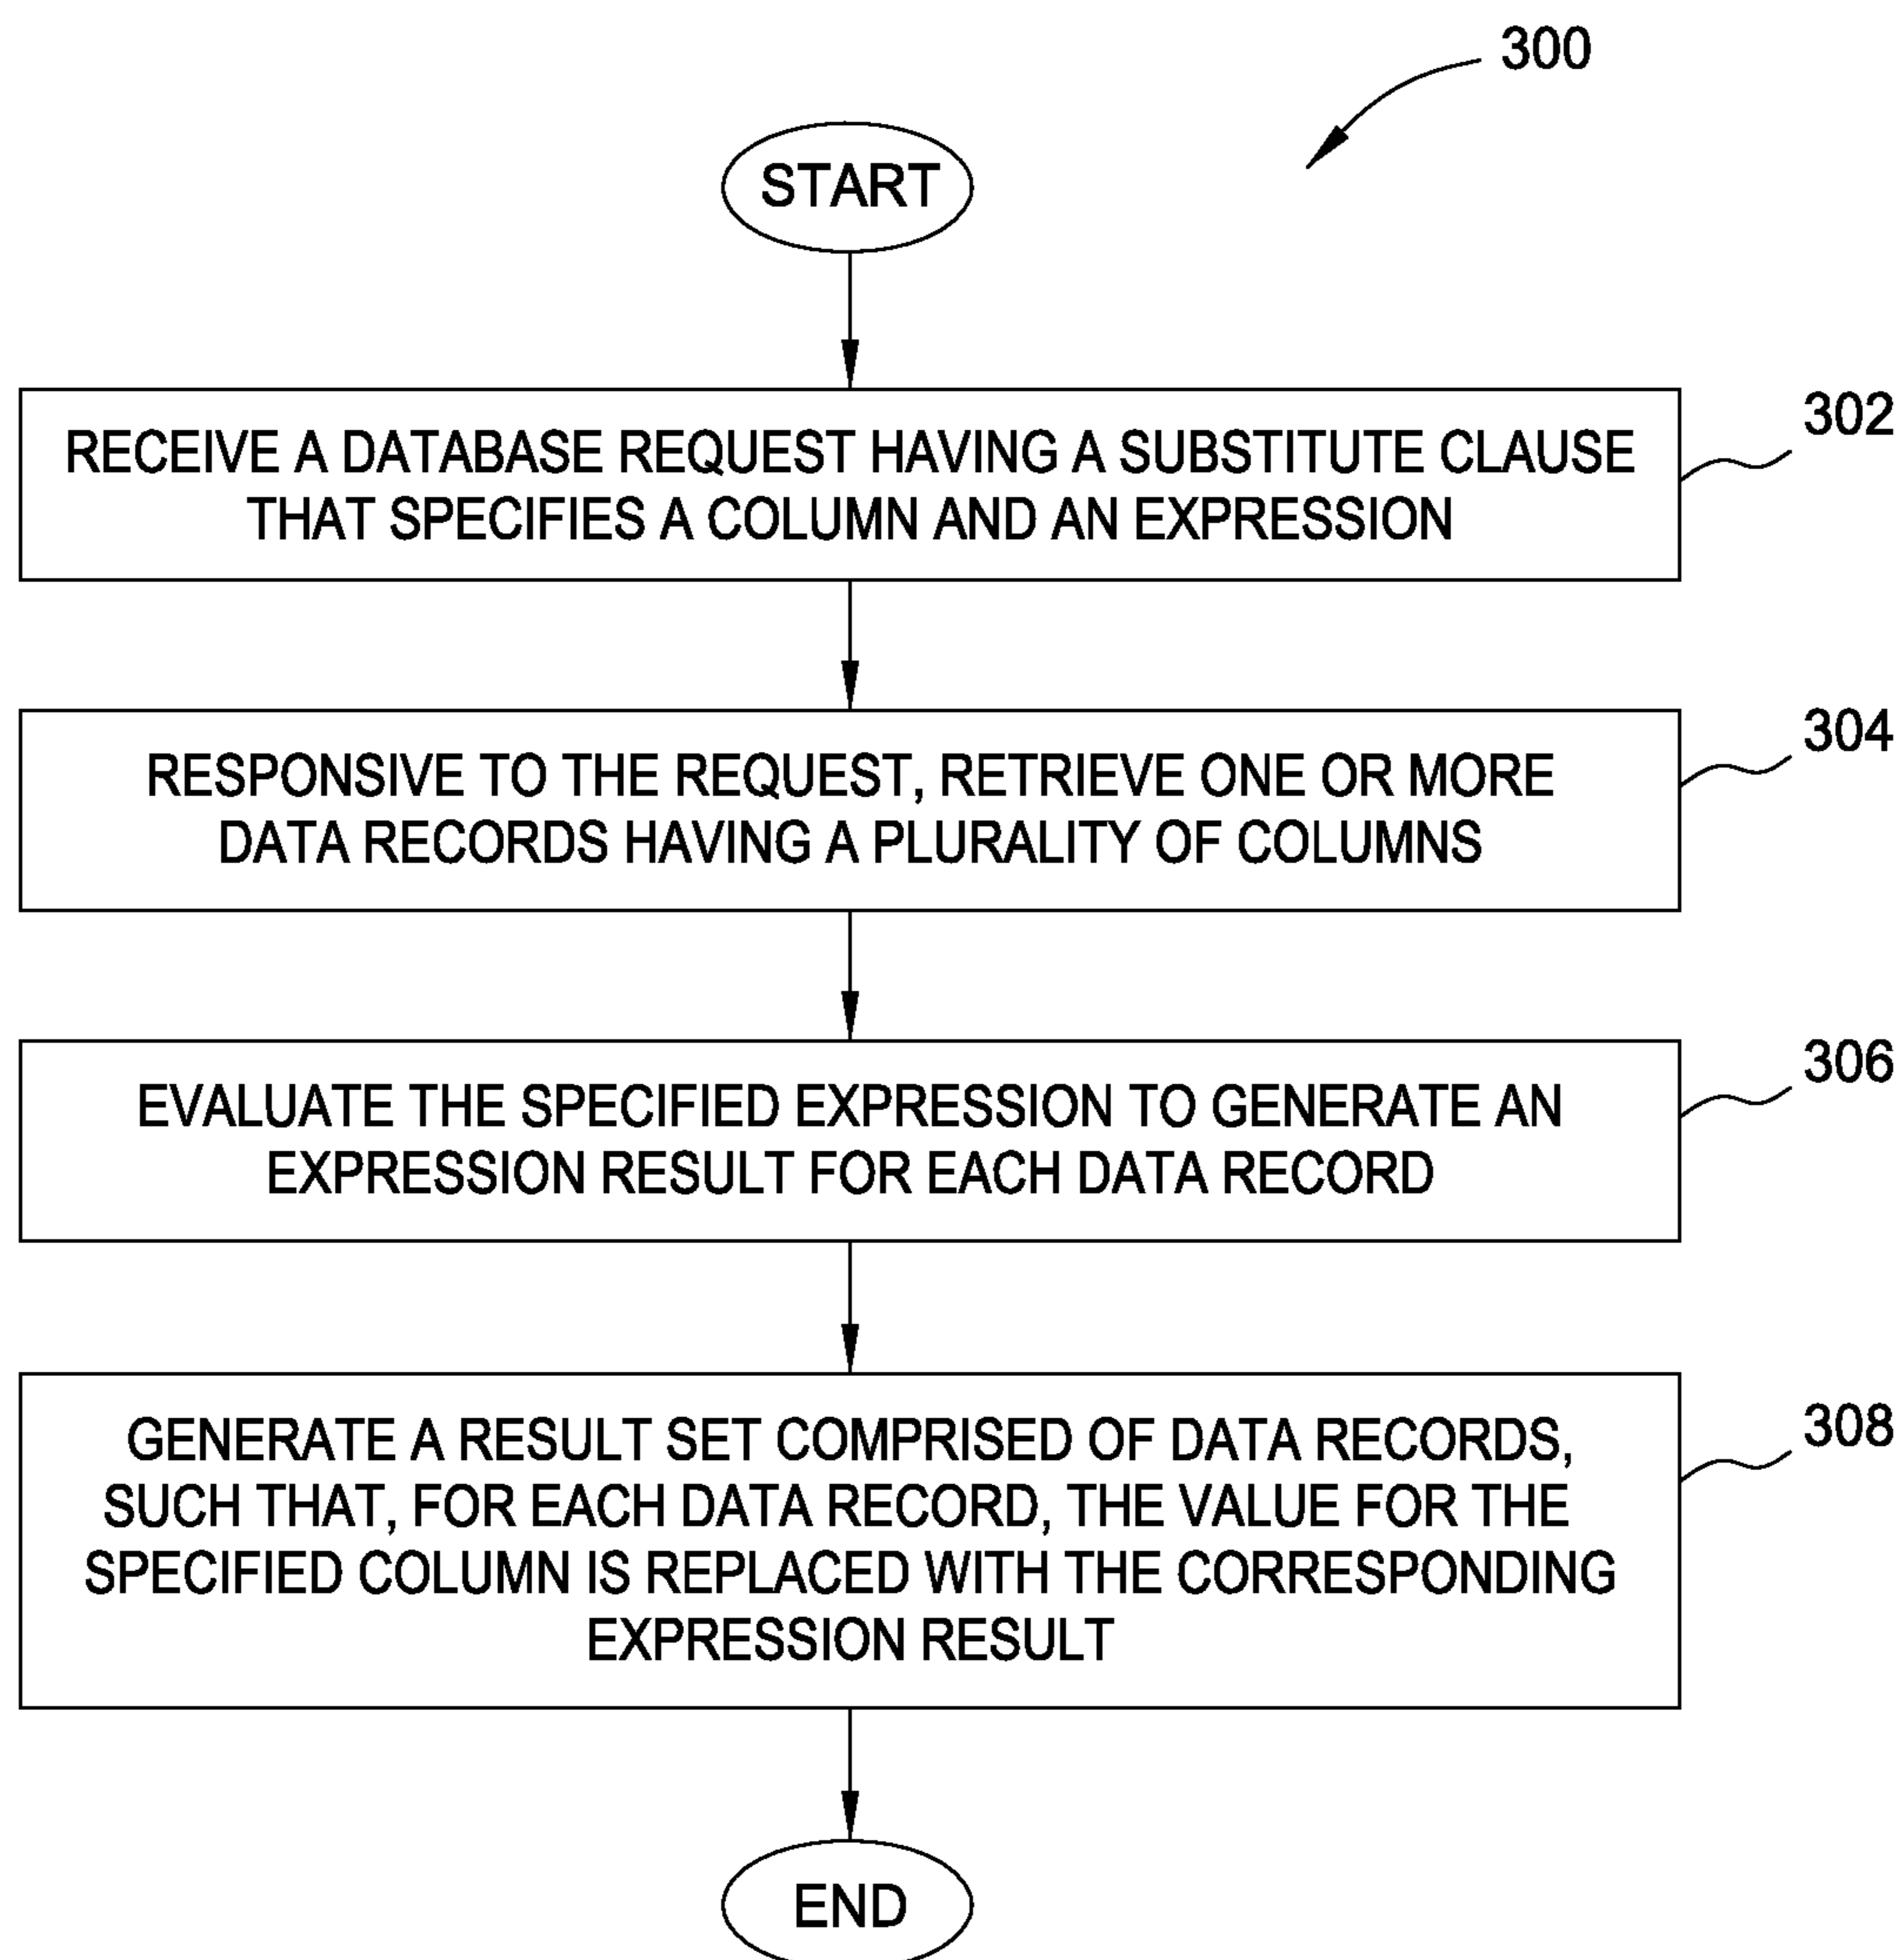 300
START
RECEIVE A DATABASE REQUEST HAVING A SUBSTITUTE CLAUSE
THAT SPECIFIES A COLUMN AND AN EXPRESSION
302
RESPONSIVE TO THE REQUEST, RETRIEVE ONE OR MORE
DATA RECORDS HAVING A PLURALITY OF COLUMNS
304
EVALUATE THE SPECIFIED EXPRESSION TO GENERATE AN
EXPRESSION RESULT FOR EACH DATA RECORD
306
GENERATE A RESULT SET COMPRISED OF DATA RECORDS,
SUCH THAT, FOR EACH DATA RECORD, THE VALUE FOR THE
SPECIFIED COLUMN IS REPLACED WITH THE CORRESPONDING
EXPRESSION RESULT
308
END